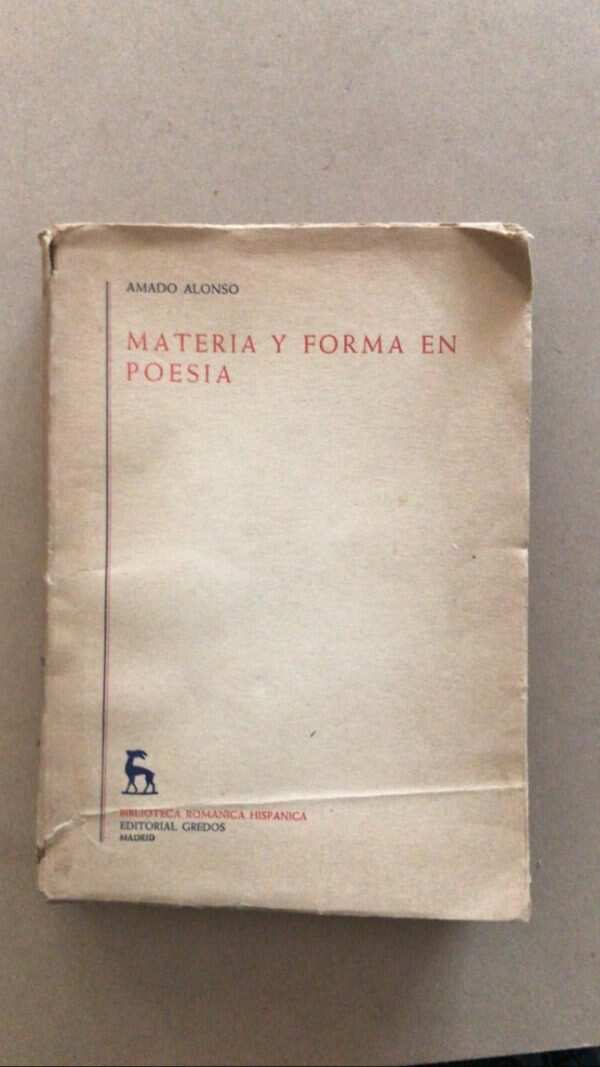 AMADO ALONSO
MATERIA Y FORMA EN
POESIA
BIBLIOTECA ROMANICA HISPANICA
EDITORIAL GREDOS
MADRID